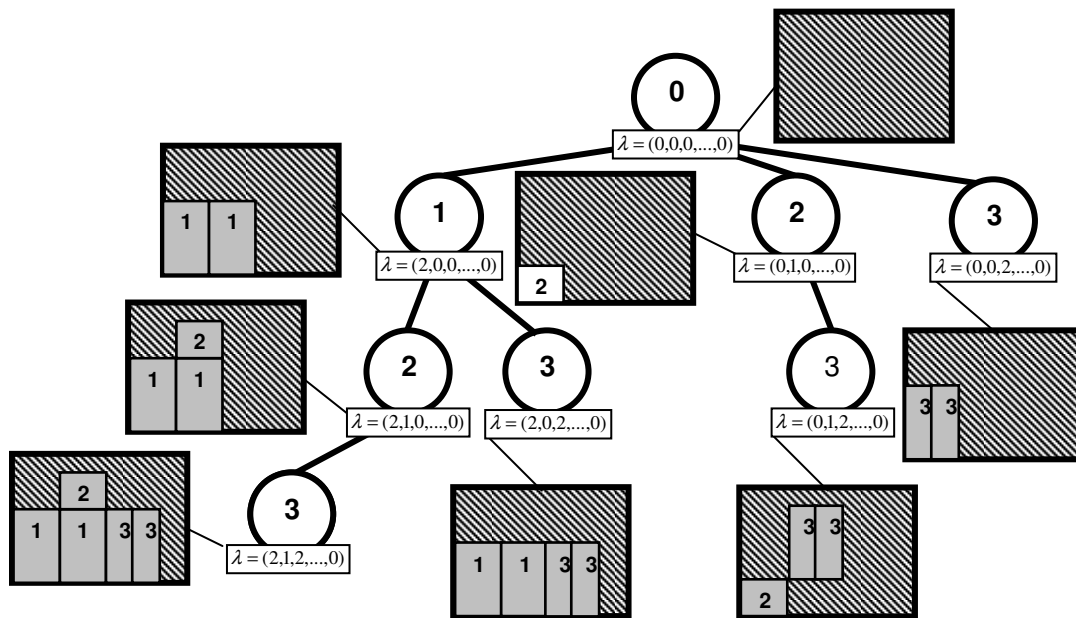 0
λ = (0,0,0,...,0)
1 1
1
λ = (2,0,0,...,0)
2
2
λ = (0,1,0,...,0)
3
λ = (0,0,2,...,0)
2
1 1
2
λ = (2,1,0,...,0)
3
λ = (2,0,2,...,0)
3
λ = (0,1,2,...,0)
3 3
2
1 1 3 3
3
λ = (2,1,2,...,0)
1 1 3 3
3 3
2